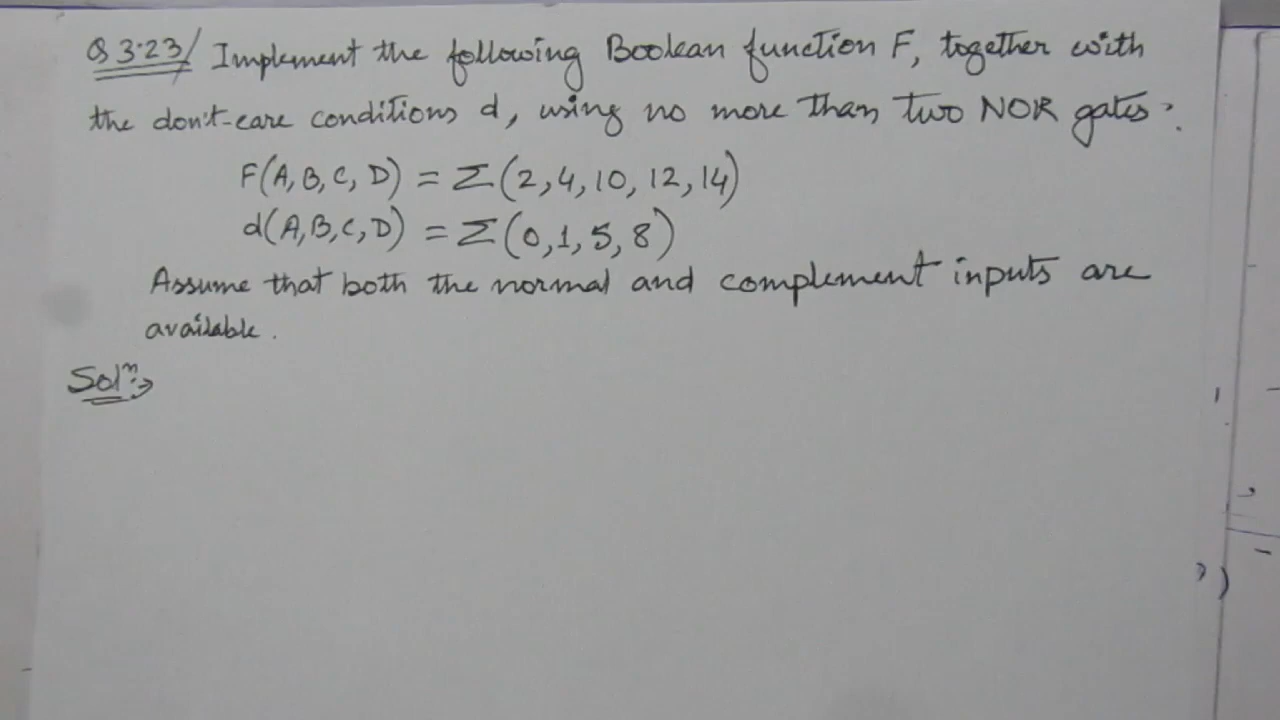 Q 3.23/ Implement the following Boolean function F, together with
the don't-care conditions d, using no more than two NOR gates:
F(A, B, C, D) = Σ(2, 4, 10, 12, 14)
d(A, B, C, D) = Σ(0, 1, 5, 8)
Assume that both the normal and complement inputs are
available.
Solⁿ:→